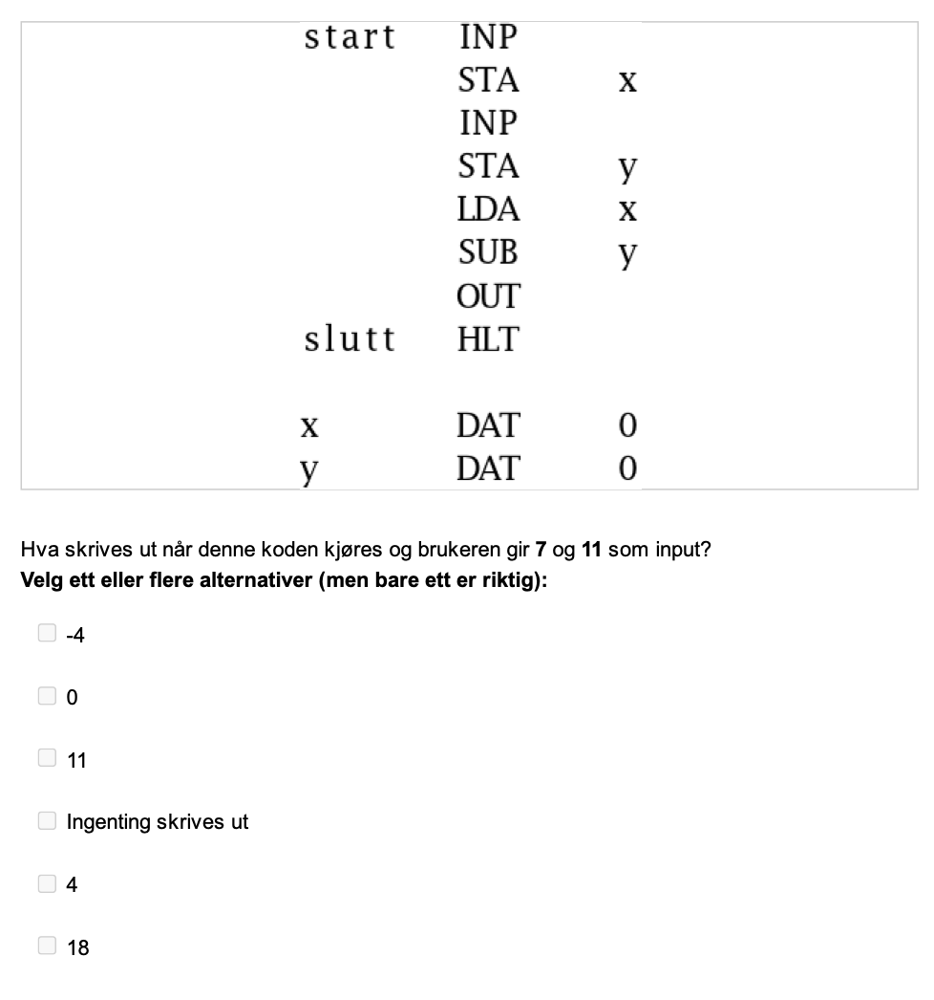 start INP
STA x
INP
STA y
LDA x
SUB y
OUT
slutt HLT
x DAT 0
y DAT 0
Hva skrives ut når denne koden kjøres og brukeren gir 7 og 11 som input?
Velg ett eller flere alternativer (men bare ett er riktig):
-4
0
11
Ingenting skrives ut
4
18